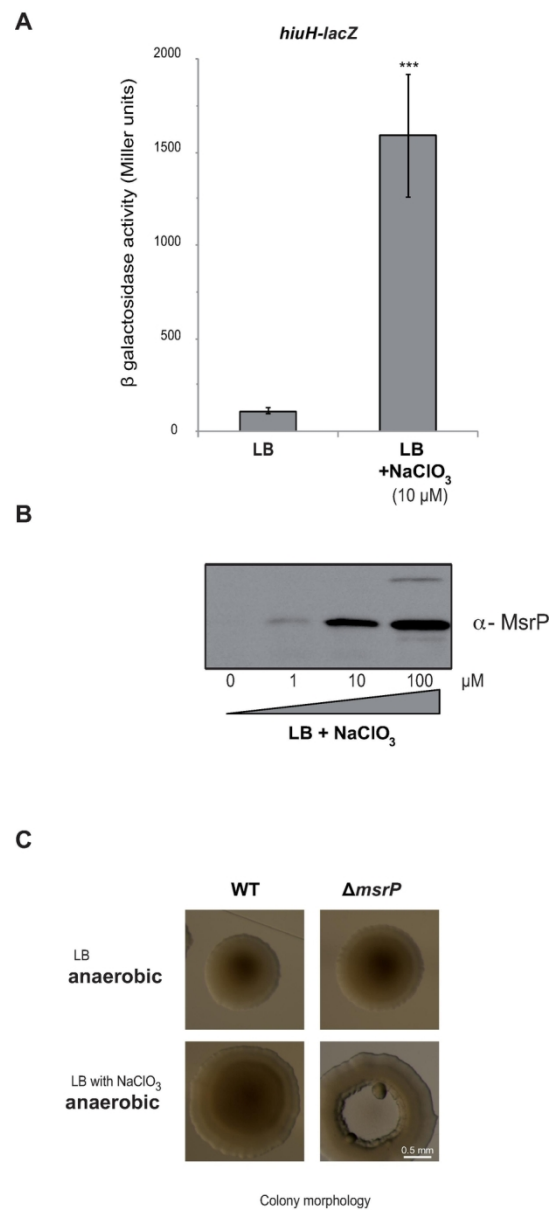 A
hiuH-lacZ
β galactosidase activity (Miller units)
2000
1500
1000
500
0
***
LB
LB
+NaClO₃
(10 µM)
B
α- MsrP
0 1 10 100 µM
LB + NaClO₃
C
WT ΔmsrP
LB
anaerobic
LB with NaClO₃
anaerobic
0.5 mm
Colony morphology